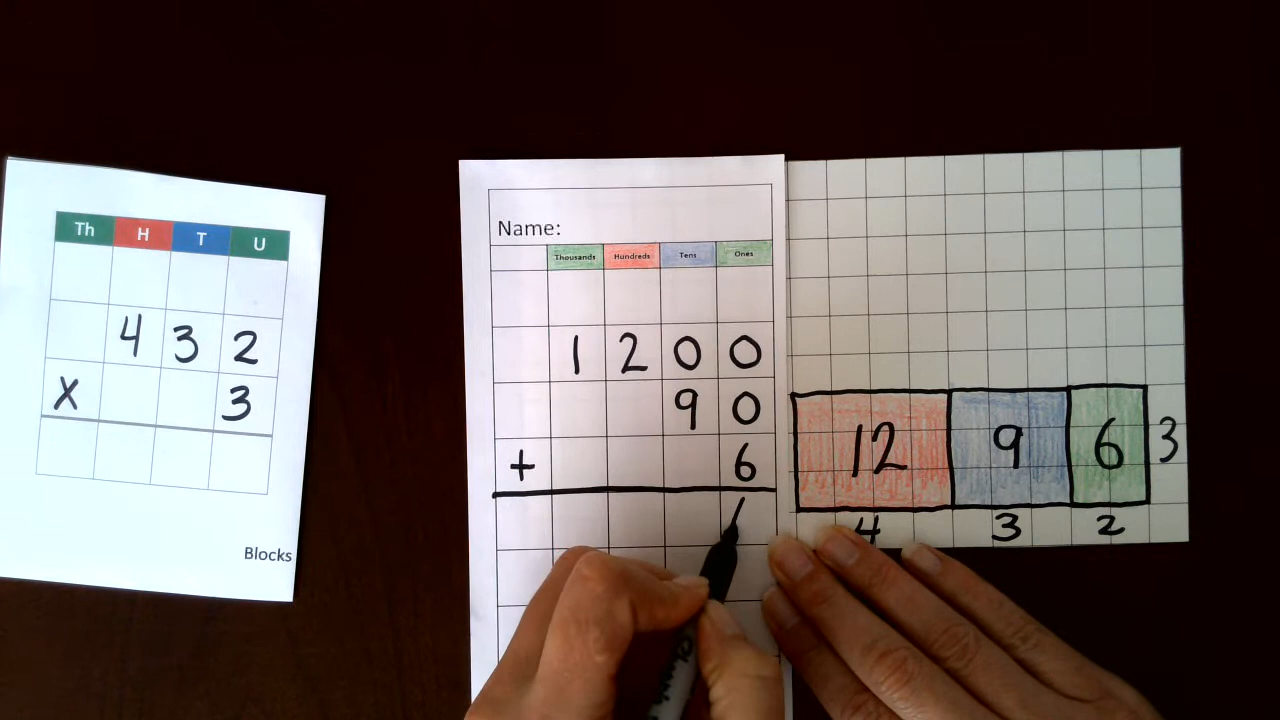 Th H T U
4 3 2
X 3
Blocks
Name:
Thousands Hundreds Tens Ones
1 2 0 0
9 0
+ 6
12 9 6 3
4 3 2